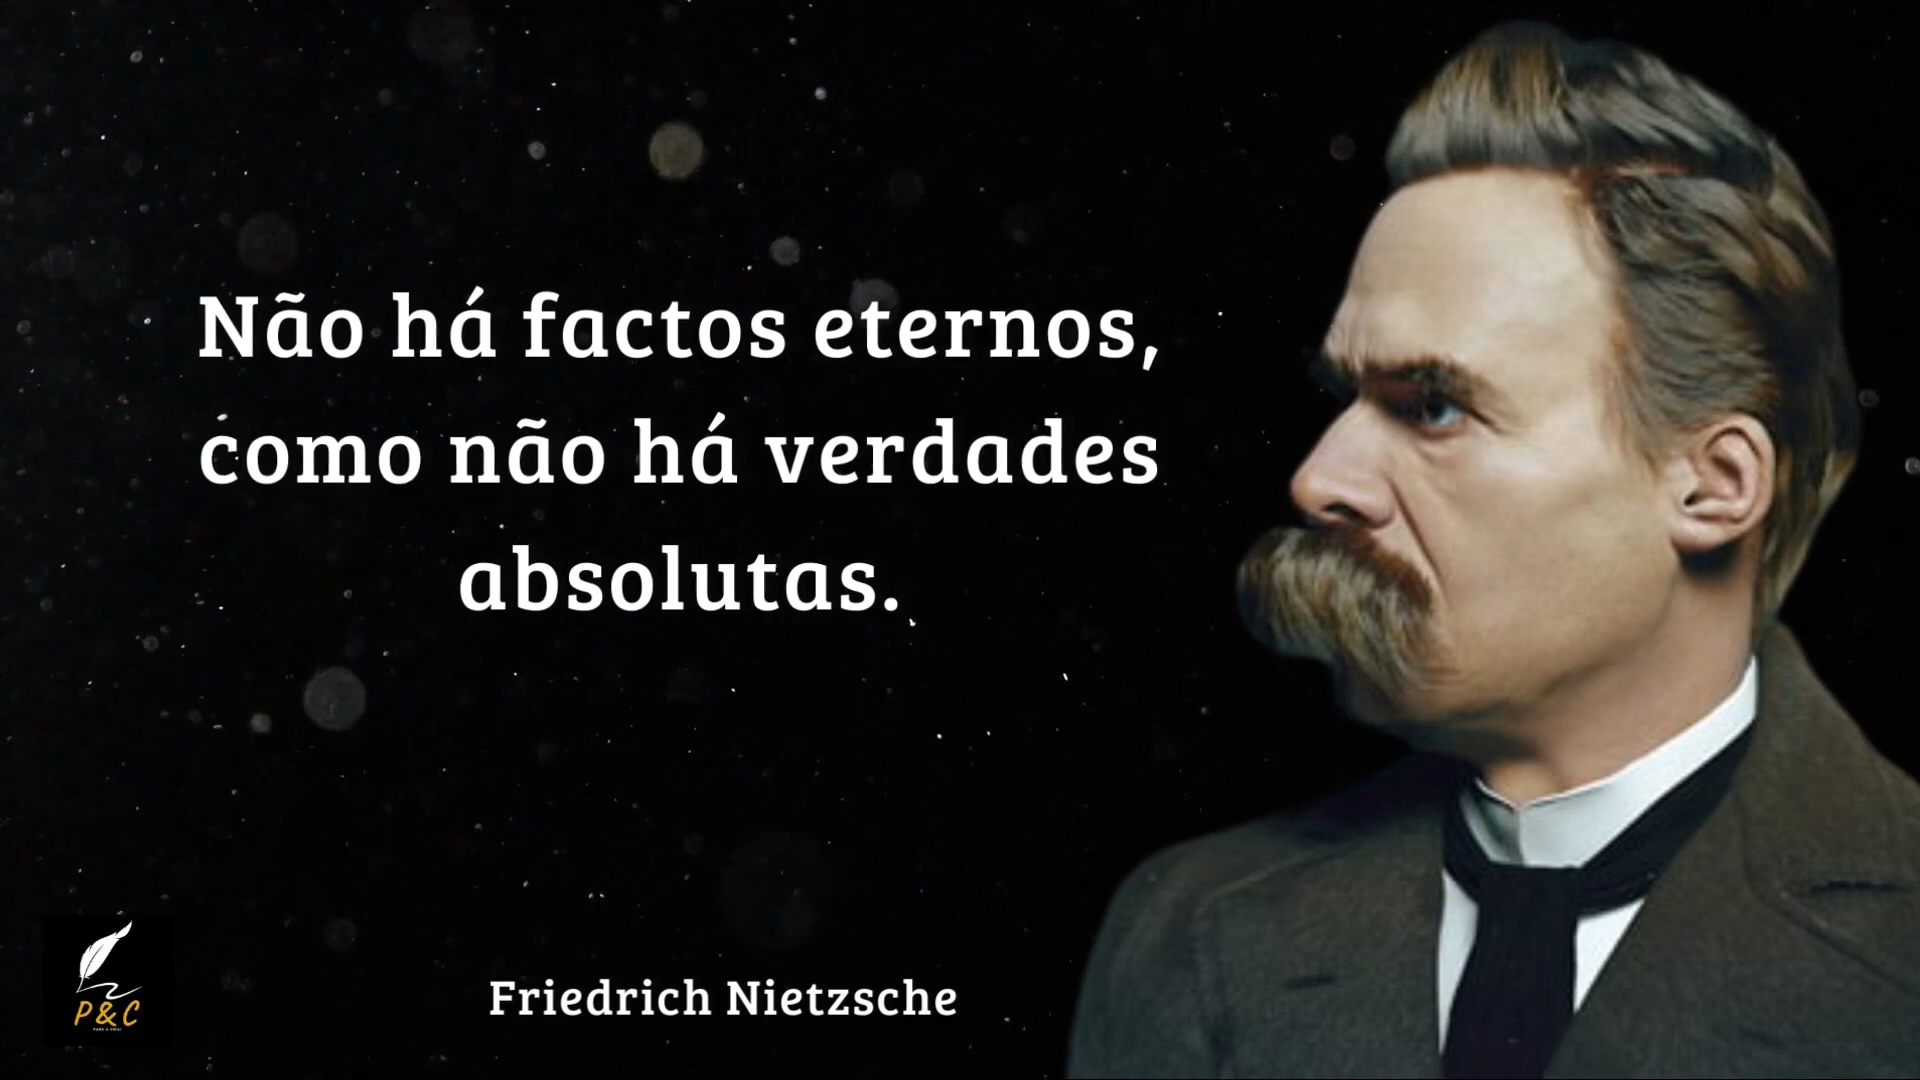 Não há factos eternos,
como não há verdades
absolutas.
Friedrich Nietzsche
P&C